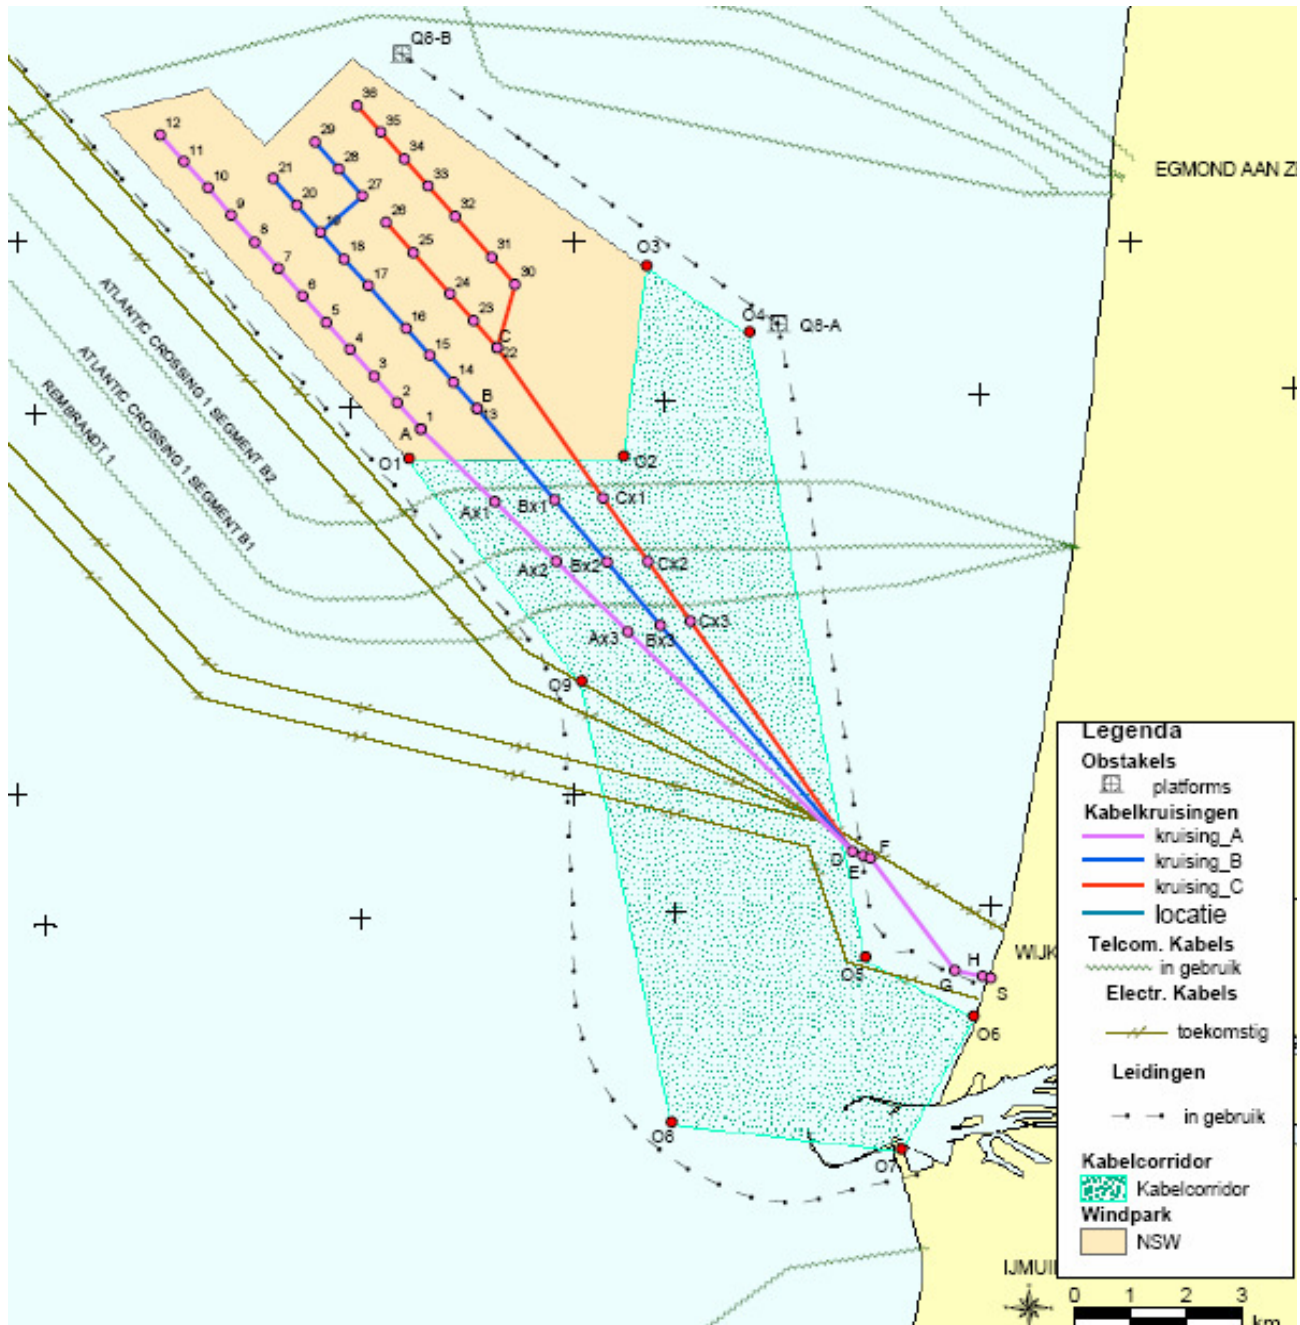 Q8-B
36
35
34
33
32
31
30
29
28
27
26
25
24
23
C
22
21
20
19
18
17
16
15
14
B
13
12
11
10
9
8
7
6
5
4
3
2
1
A
EGMOND AAN Z
O3
O4
Q8-A
O1
O2
ATLANTIC CROSSING 1 SEGMENT B2
ATLANTIC CROSSING 1 SEGMENT B1
REMBRANDT 1
Ax1
Bx1
Cx1
Ax2
Bx2
Cx2
Ax3
Bx3
Cx3
O9
D
E
F
G
H
S
WIJK
O5
O6
O7
O8
IJMUI
Legenda
Obstakels
platforms
Kabelkruisingen
kruising_A
kruising_B
kruising_C
locatie
Telcom. Kabels
in gebruik
Electr. Kabels
toekomstig
Leidingen
in gebruik
Kabelcorridor
Kabelcorridor
Windpark
NSW
0 1 2 3
km